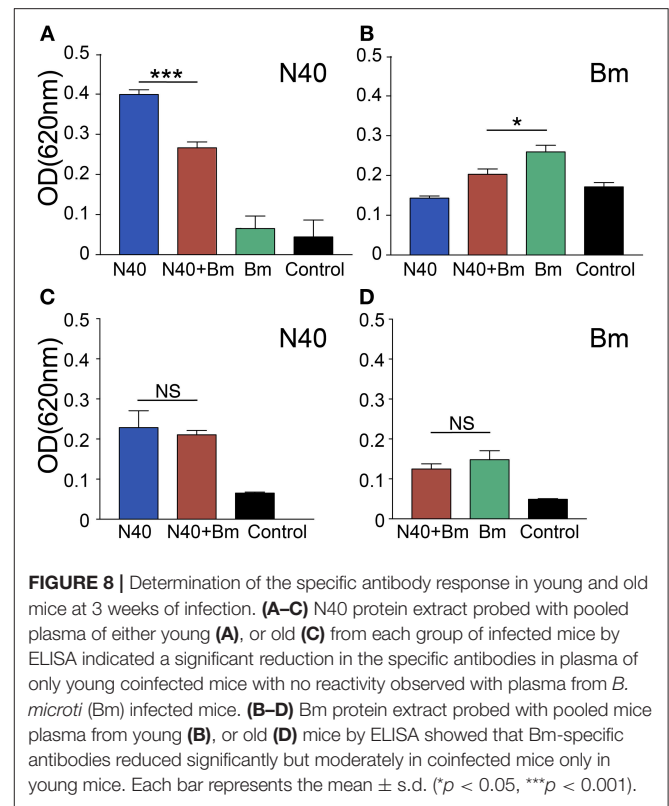 A
B
0.5
0.4
0.3
0.2
0.1
0
OD(620nm)
***
N40
N40
N40+Bm
Bm
Control
0.5
0.4
0.3
0.2
0.1
0
*
Bm
N40
N40+Bm
Bm
Control
C
D
0.5
0.4
0.3
0.2
0.1
0
OD(620nm)
NS
N40
N40
N40+Bm
Control
0.5
0.4
0.3
0.2
0.1
0
NS
Bm
N40+Bm
Bm
Control
FIGURE 8 | Determination of the specific antibody response in young and old
mice at 3 weeks of infection. (A–C) N40 protein extract probed with pooled
plasma of either young (A), or old (C) from each group of infected mice by
ELISA indicated a significant reduction in the specific antibodies in plasma of
only young coinfected mice with no reactivity observed with plasma from B.
microti (Bm) infected mice. (B–D) Bm protein extract probed with pooled mice
plasma from young (B), or old (D) mice by ELISA showed that Bm-specific
antibodies reduced significantly but moderately in coinfected mice only in
young mice. Each bar represents the mean ± s.d. (*p < 0.05, ***p < 0.001).